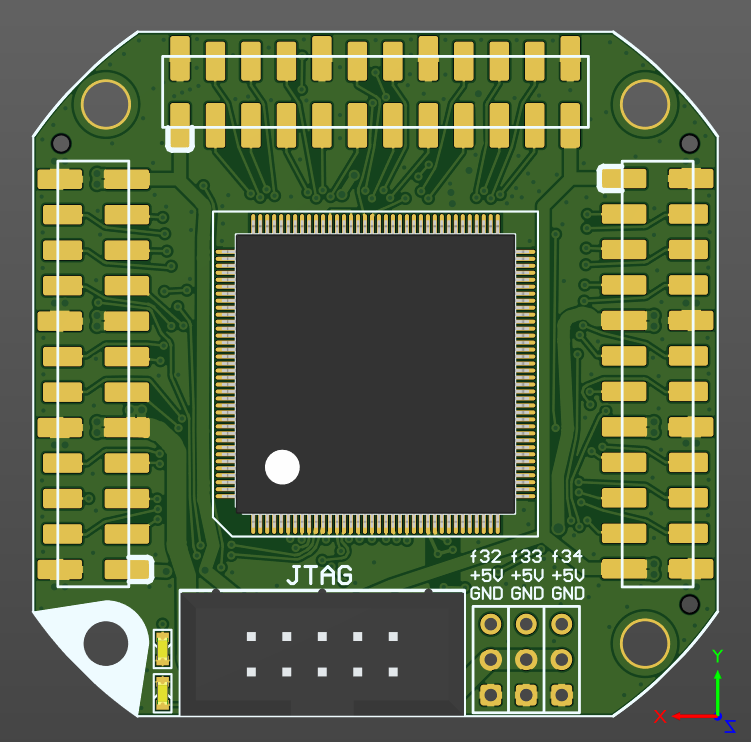 JTAG
f32 f33 f34
+5V +5V +5V
GND GND GND
Y
X
Z